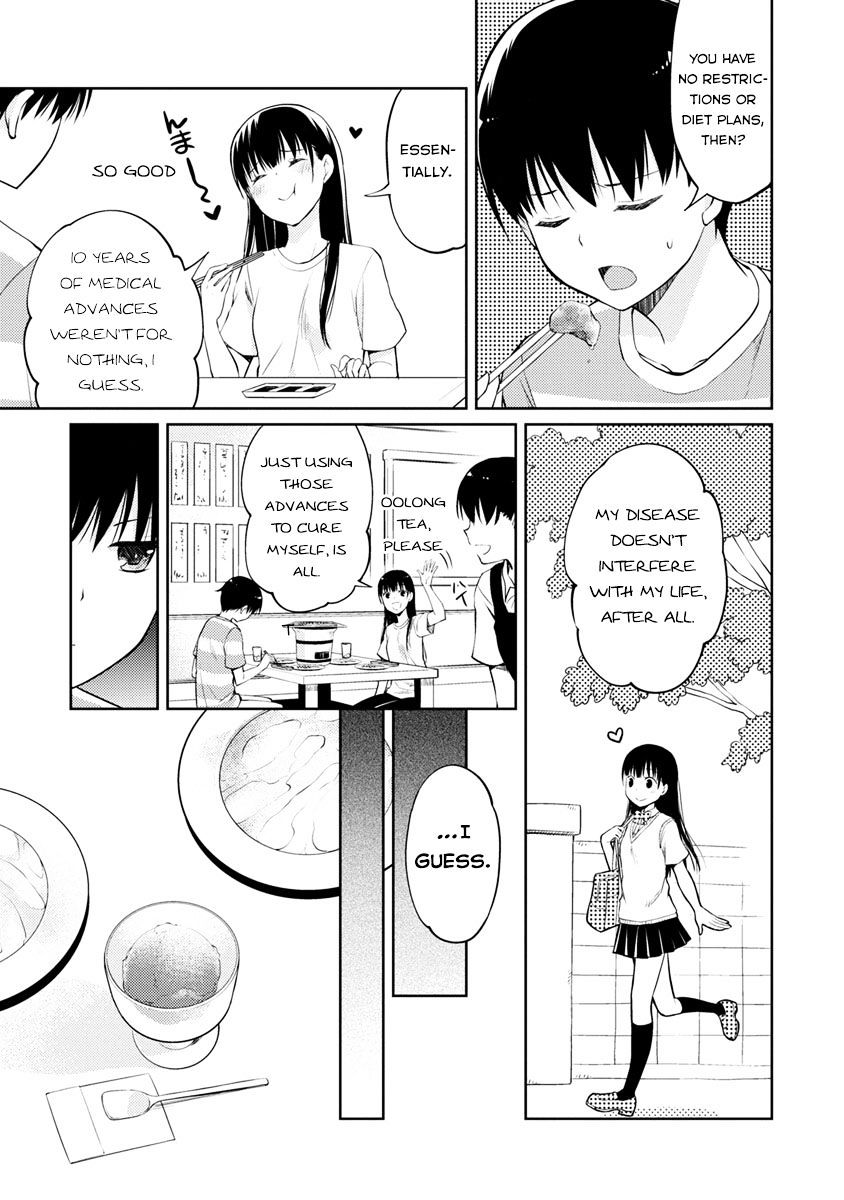 YOU HAVE
NO RESTRIC-
TIONS OR
DIET PLANS,
THEN?
ESSEN-
TIALLY.
んまー〜
SO GOOD
10 YEARS
OF MEDICAL
ADVANCES
WEREN'T FOR
NOTHING, I
GUESS.
MY DISEASE
DOESN'T
INTERFERE
WITH MY LIFE,
AFTER ALL.
OOLONG
TEA,
PLEASE
JUST USING
THOSE
ADVANCES
TO CURE
MYSELF, IS
ALL.
...I
GUESS.